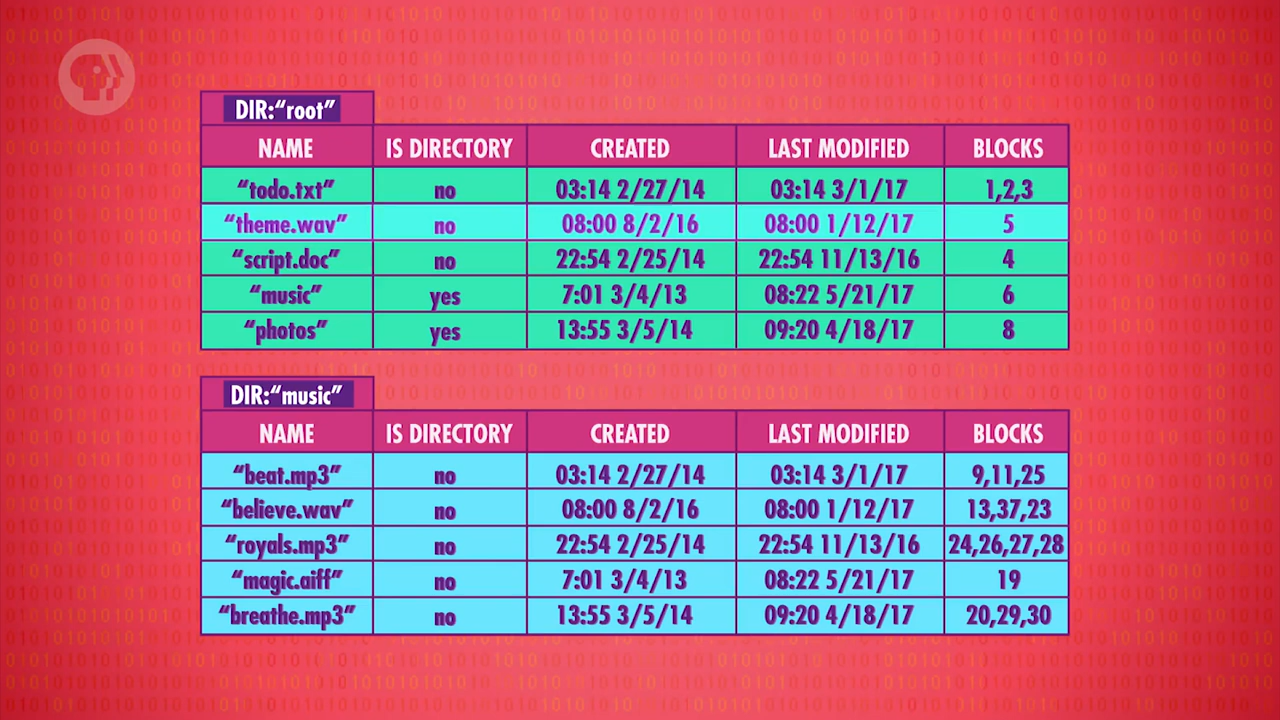 DIR:“root”
NAME IS DIRECTORY CREATED LAST MODIFIED BLOCKS
“todo.txt” no 03:14 2/27/14 03:14 3/1/17 1,2,3
“theme.wav” no 08:00 8/2/16 08:00 1/12/17 5
“script.doc” no 22:54 2/25/14 22:54 11/13/16 4
“music” yes 7:01 3/4/13 08:22 5/21/17 6
“photos” yes 13:55 3/5/14 09:20 4/18/17 8
DIR:“music”
NAME IS DIRECTORY CREATED LAST MODIFIED BLOCKS
“beat.mp3” no 03:14 2/27/14 03:14 3/1/17 9,11,25
“believe.wav” no 08:00 8/2/16 08:00 1/12/17 13,37,23
“royals.mp3” no 22:54 2/25/14 22:54 11/13/16 24,26,27,28
“magic.aiff” no 7:01 3/4/13 08:22 5/21/17 19
“breathe.mp3” no 13:55 3/5/14 09:20 4/18/17 20,29,30